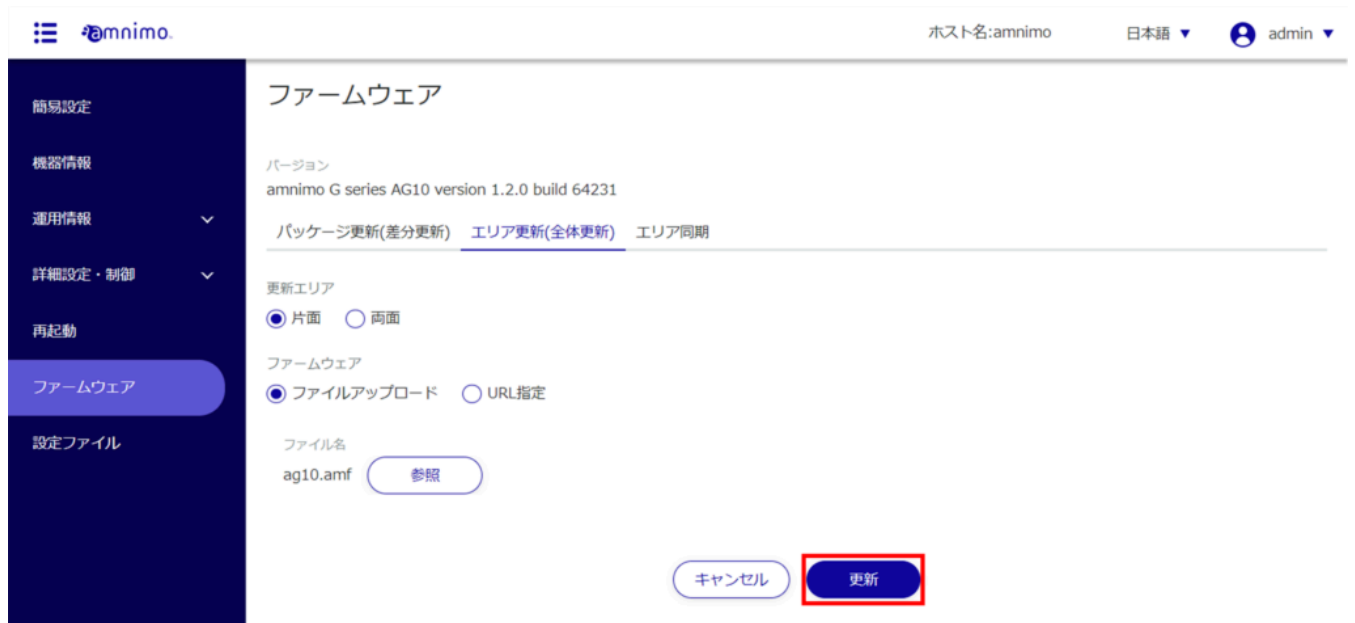 amnimo.
ホスト名:amnimo
日本語 ▼
admin ▼
簡易設定
機器情報
運用情報
詳細設定・制御
再起動
ファームウェア
設定ファイル
ファームウェア
バージョン
amnimo G series AG10 version 1.2.0 build 64231
パッケージ更新(差分更新) エリア更新(全体更新) エリア同期
更新エリア
片面 両面
ファームウェア
ファイルアップロード URL指定
ファイル名
ag10.amf 参照
キャンセル 更新